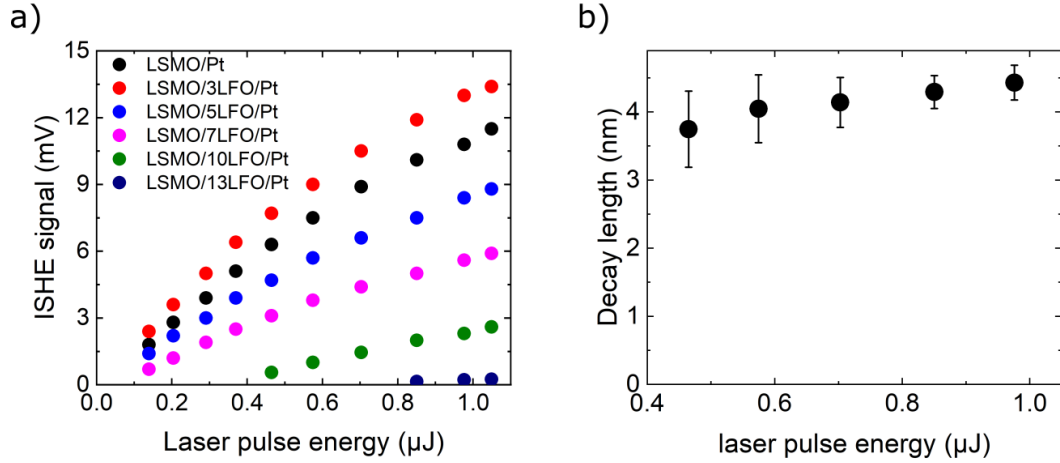 a)
15
12
9
6
3
0
ISHE signal (mV)
LSMO/Pt
LSMO/3LFO/Pt
LSMO/5LFO/Pt
LSMO/7LFO/Pt
LSMO/10LFO/Pt
LSMO/13LFO/Pt
0.0 0.2 0.4 0.6 0.8 1.0
Laser pulse energy (μJ)
b)
4
2
0
Decay length (nm)
0.4 0.6 0.8 1.0
laser pulse energy (μJ)